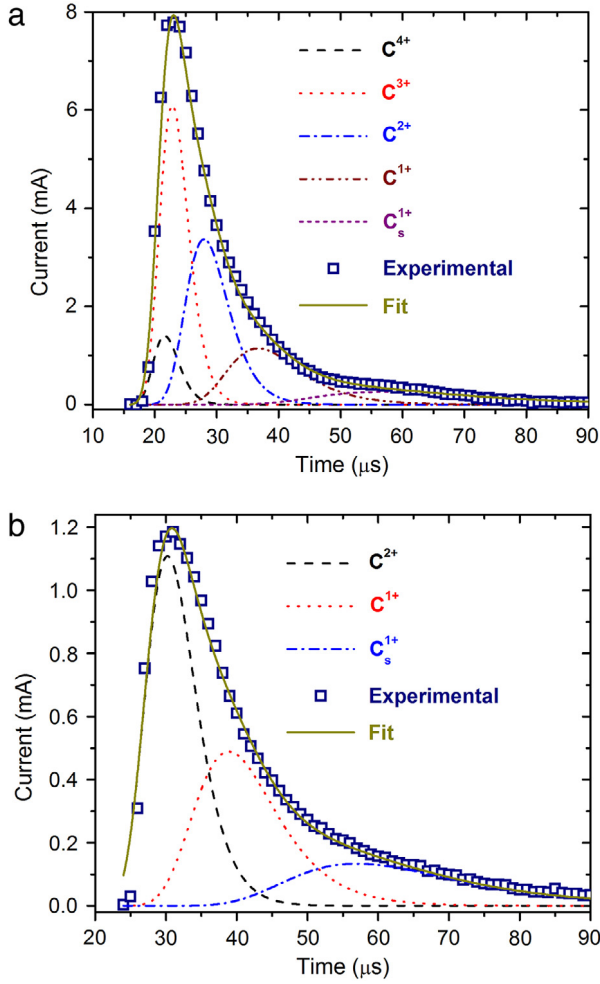 a
8
6
4
2
0
Current (mA)
C⁴⁺
C³⁺
C²⁺
C¹⁺
Cₛ¹⁺
Experimental
Fit
10 20 30 40 50 60 70 80 90
Time (μs)
b
1.2
1.0
0.8
0.6
0.4
0.2
0.0
Current (mA)
C²⁺
C¹⁺
Cₛ¹⁺
Experimental
Fit
20 30 40 50 60 70 80 90
Time (μs)